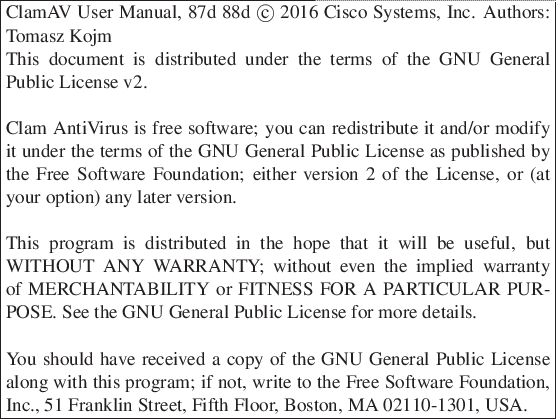 ClamAV User Manual, 87d 88d © 2016 Cisco Systems, Inc. Authors:
Tomasz Kojm
This document is distributed under the terms of the GNU General
Public License v2.
Clam AntiVirus is free software; you can redistribute it and/or modify
it under the terms of the GNU General Public License as published by
the Free Software Foundation; either version 2 of the License, or (at
your option) any later version.
This program is distributed in the hope that it will be useful, but
WITHOUT ANY WARRANTY; without even the implied warranty
of MERCHANTABILITY or FITNESS FOR A PARTICULAR PUR-
POSE. See the GNU General Public License for more details.
You should have received a copy of the GNU General Public License
along with this program; if not, write to the Free Software Foundation,
Inc., 51 Franklin Street, Fifth Floor, Boston, MA 02110-1301, USA.